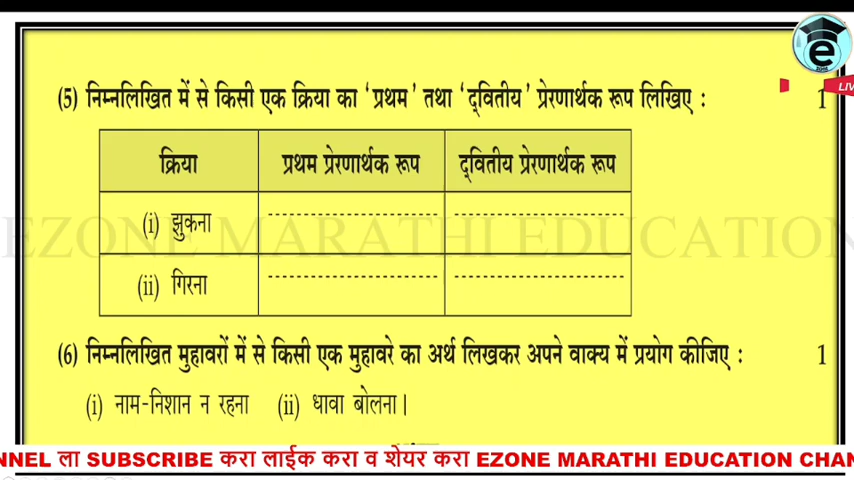 e
LIV
(5) निम्नलिखित में से किसी एक क्रिया का 'प्रथम' तथा 'द्‌वितीय' प्रेरणार्थक रूप लिखिए : 1
क्रिया प्रथम प्रेरणार्थक रूप द्‌वितीय प्रेरणार्थक रूप
(i) झुकना
EZONE MARATHI EDUCATION
(ii) गिरना
(6) निम्नलिखित मुहावरों में से किसी एक मुहावरे का अर्थ लिखकर अपने वाक्य में प्रयोग कीजिए : 1
(i) नाम-निशान न रहना (ii) धावा बोलना।
NNEL ला SUBSCRIBE करा लाईक करा व शेयर करा EZONE MARATHI EDUCATION CHAN